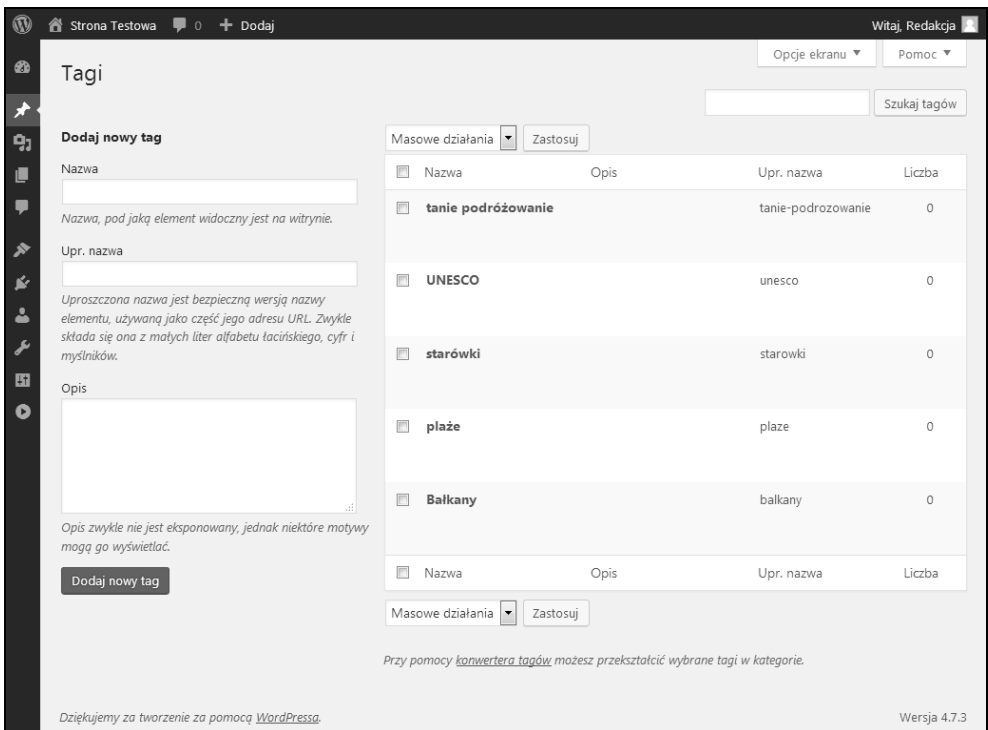 Strona Testowa 0 + Dodaj Witaj, Redakcja
Opcje ekranu ▼ Pomoc ▼
Tagi
Szukaj tagów
Dodaj nowy tag
Nazwa
Nazwa, pod jaką element widoczny jest na witrynie.
Upr. nazwa
Uproszczona nazwa jest bezpieczną wersją nazwy
elementu, używaną jako część jego adresu URL. Zwykle
składa się ona z małych liter alfabetu łacińskiego, cyfr i
myślników.
Opis
Opis zwykle nie jest eksponowany, jednak niektóre motywy
mogą go wyświetlać.
Dodaj nowy tag
Masowe działania Zastosuj
Nazwa Opis Upr. nazwa Liczba
tanie podróżowanie tanie-podrozowanie 0
UNESCO unesco 0
starówki starowki 0
plaże plaze 0
Bałkany balkany 0
Nazwa Opis Upr. nazwa Liczba
Masowe działania Zastosuj
Przy pomocy konwertera tagów możesz przekształcić wybrane tagi w kategorie.
Dziękujemy za tworzenie za pomocą WordPressa. Wersja 4.7.3